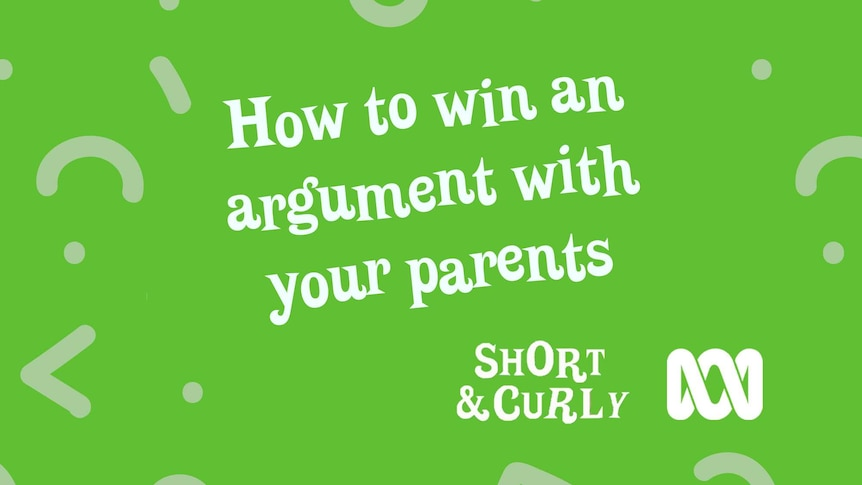 How to win an
argument with
your parents
SHORT
& CURLY